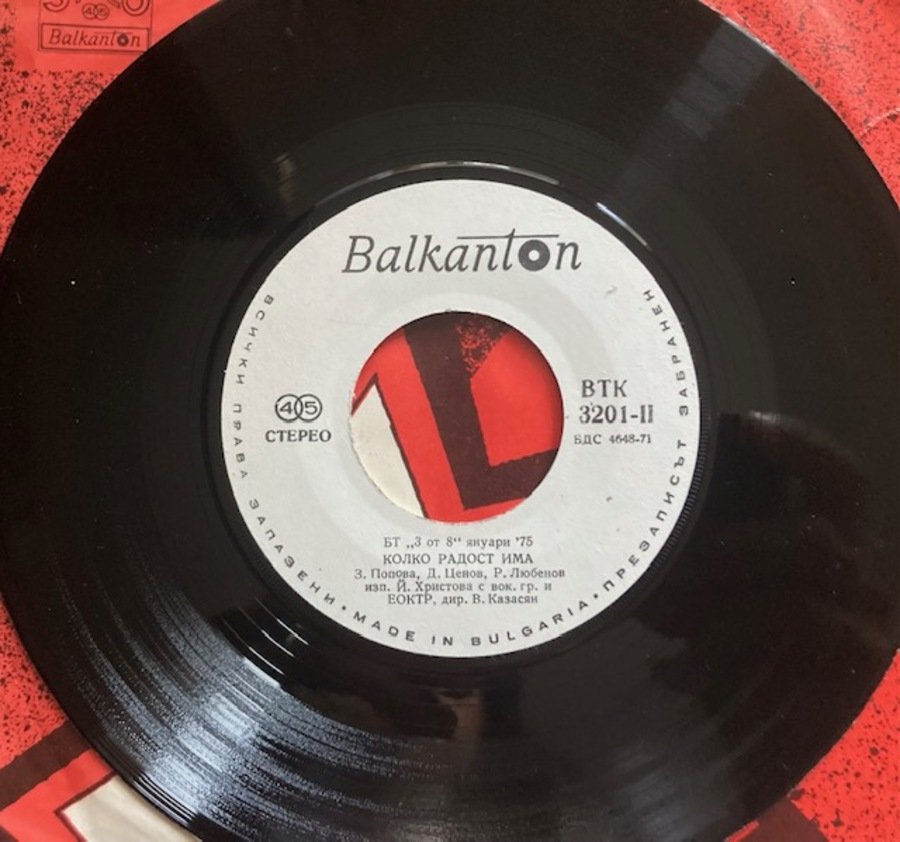 45
Balkanton
Balkanton
ВСИЧКИ ПРАВА ЗАПАЗЕНИ • MADE IN BULGARIA • ПРЕЗАПИСЪТ ЗАБРАНЕН
45
СТЕРЕО
ВТК
3201-II
БДС 4648-71
БТ „3 от 8“ януари '75
КОЛКО РАДОСТ ИМА
З. Попова, Д. Ценов, Р. Любенов
изп. Й. Христова с вок. гр. и
ЕОКТР, дир. В. Казасян